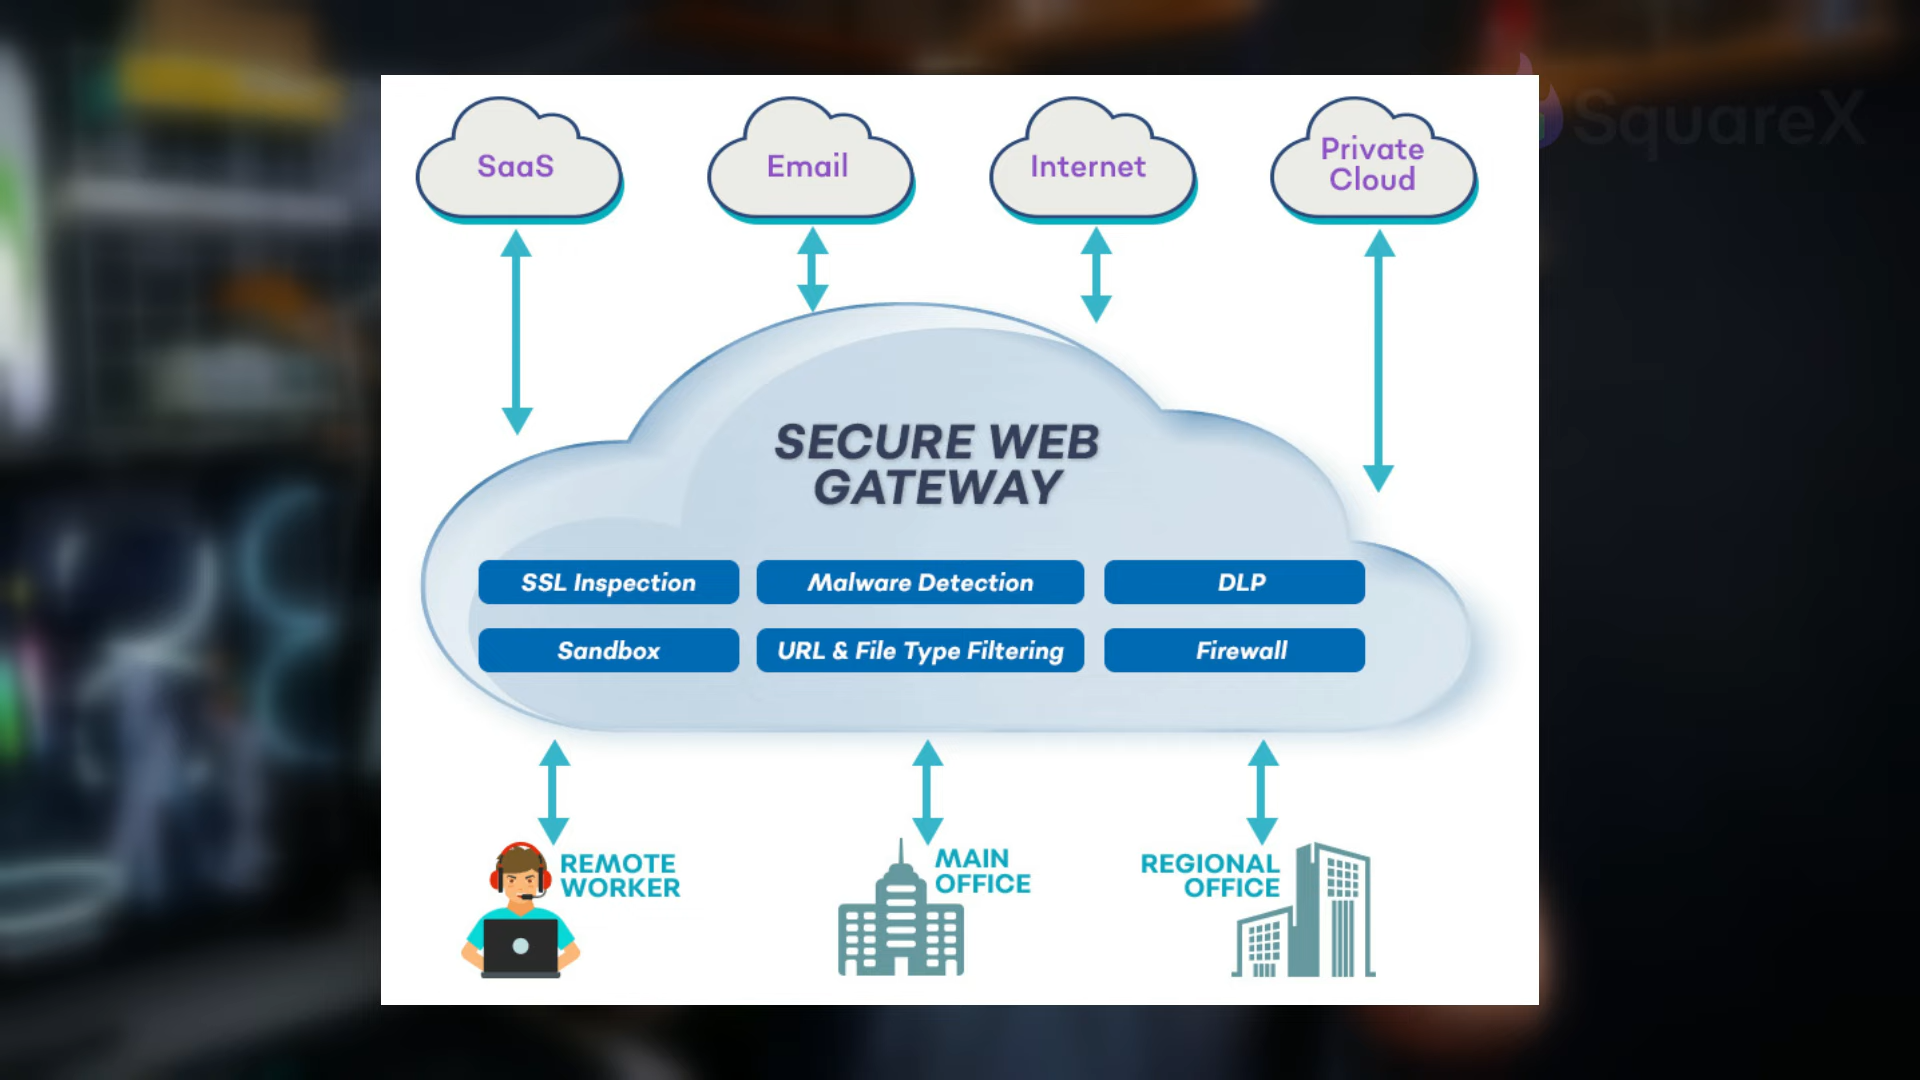 SquareX
SaaS
Email
Internet
Private
Cloud
SECURE WEB
GATEWAY
SSL Inspection
Malware Detection
DLP
Sandbox
URL & File Type Filtering
Firewall
REMOTE
WORKER
MAIN
OFFICE
REGIONAL
OFFICE